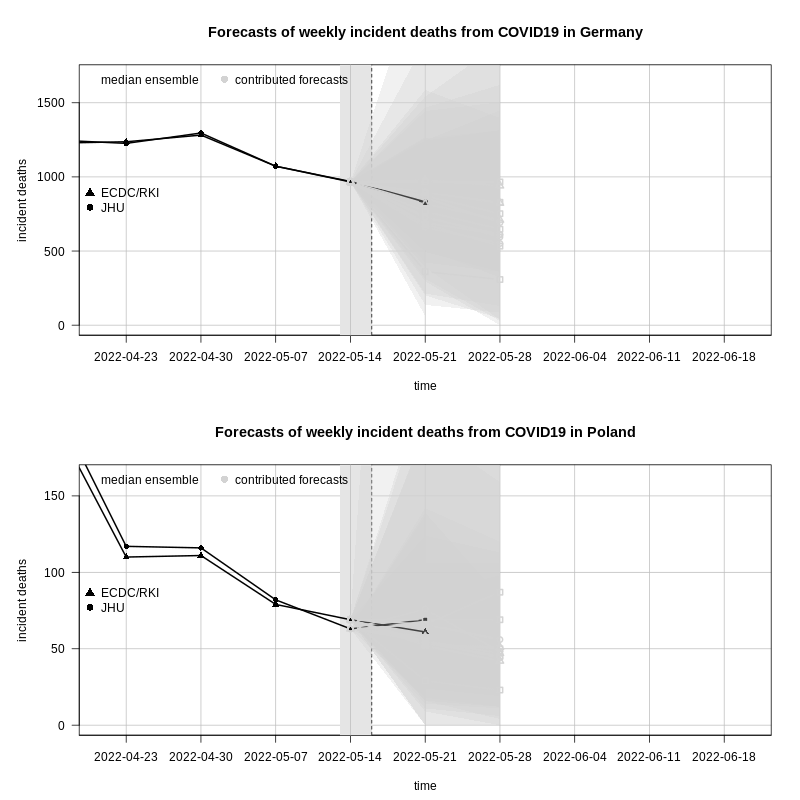 Forecasts of weekly incident deaths from COVID19 in Germany
median ensemble contributed forecasts
1500
1000
500
0
incident deaths
ECDC/RKI
JHU
2022-04-23 2022-04-30 2022-05-07 2022-05-14 2022-05-21 2022-05-28 2022-06-04 2022-06-11 2022-06-18
time
Forecasts of weekly incident deaths from COVID19 in Poland
median ensemble contributed forecasts
150
100
50
0
incident deaths
ECDC/RKI
JHU
2022-04-23 2022-04-30 2022-05-07 2022-05-14 2022-05-21 2022-05-28 2022-06-04 2022-06-11 2022-06-18
time